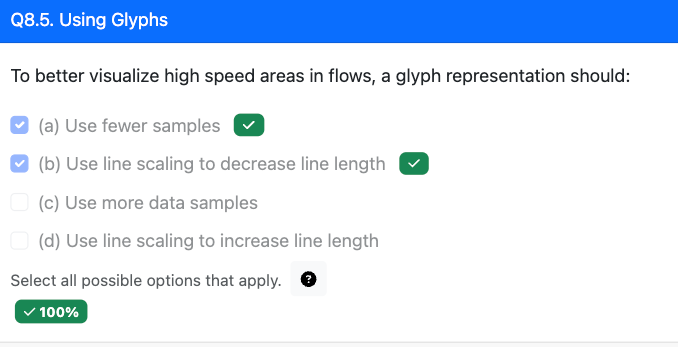 Q8.5. Using Glyphs
To better visualize high speed areas in flows, a glyph representation should:
(a) Use fewer samples
(b) Use line scaling to decrease line length
(c) Use more data samples
(d) Use line scaling to increase line length
Select all possible options that apply. ?
100%